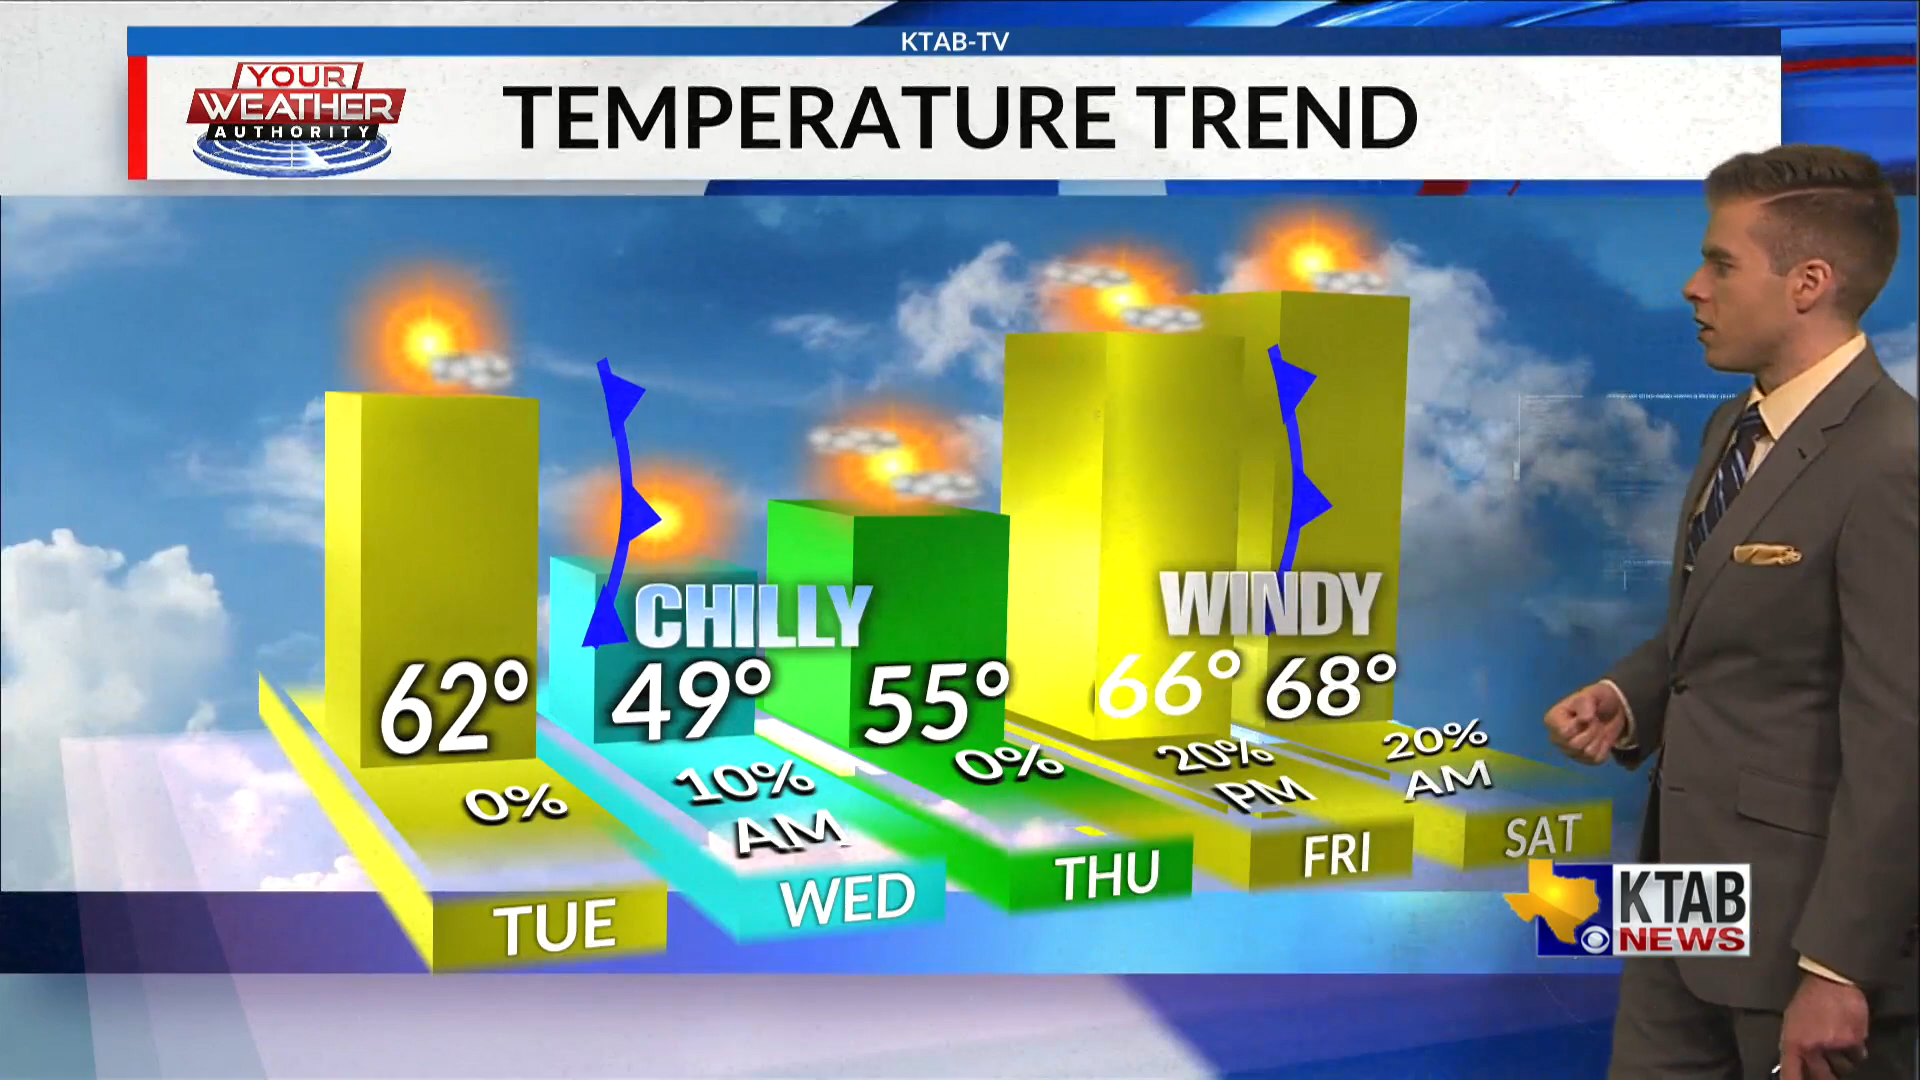 KTAB-TV
YOUR
WEATHER
AUTHORITY
TEMPERATURE TREND
CHILLY
WINDY
62° 49° 55° 66° 68°
0%
10%
AM
0%
20%
PM
20%
AM
TUE WED THU FRI SAT
KTAB
NEWS